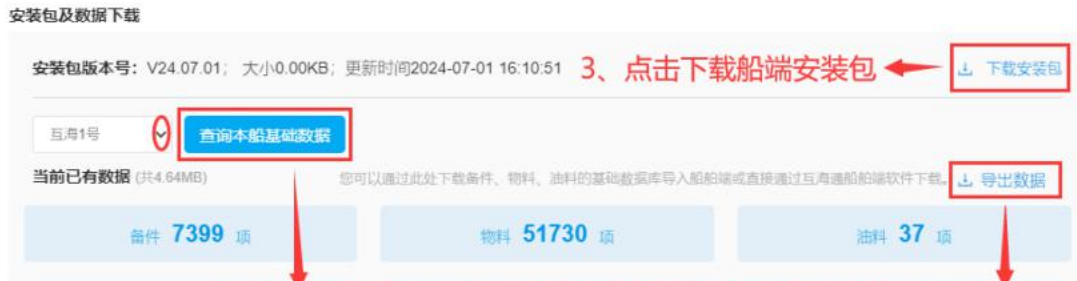 安装包及数据下载
安装包版本号：V24.07.01； 大小0.00KB；更新时间2024-07-01 16:10:51 3、点击下载船端安装包 下载安装包
互海1号 查询本船基础数据
当前已有数据 (共4.64MB) 您可以通过此处下载备件、物料、油料的基础数据库导入船舶端或直接通过互海通船舶端软件下载。 导出数据
备件 7399 项 物料 51730 项 油料 37 项